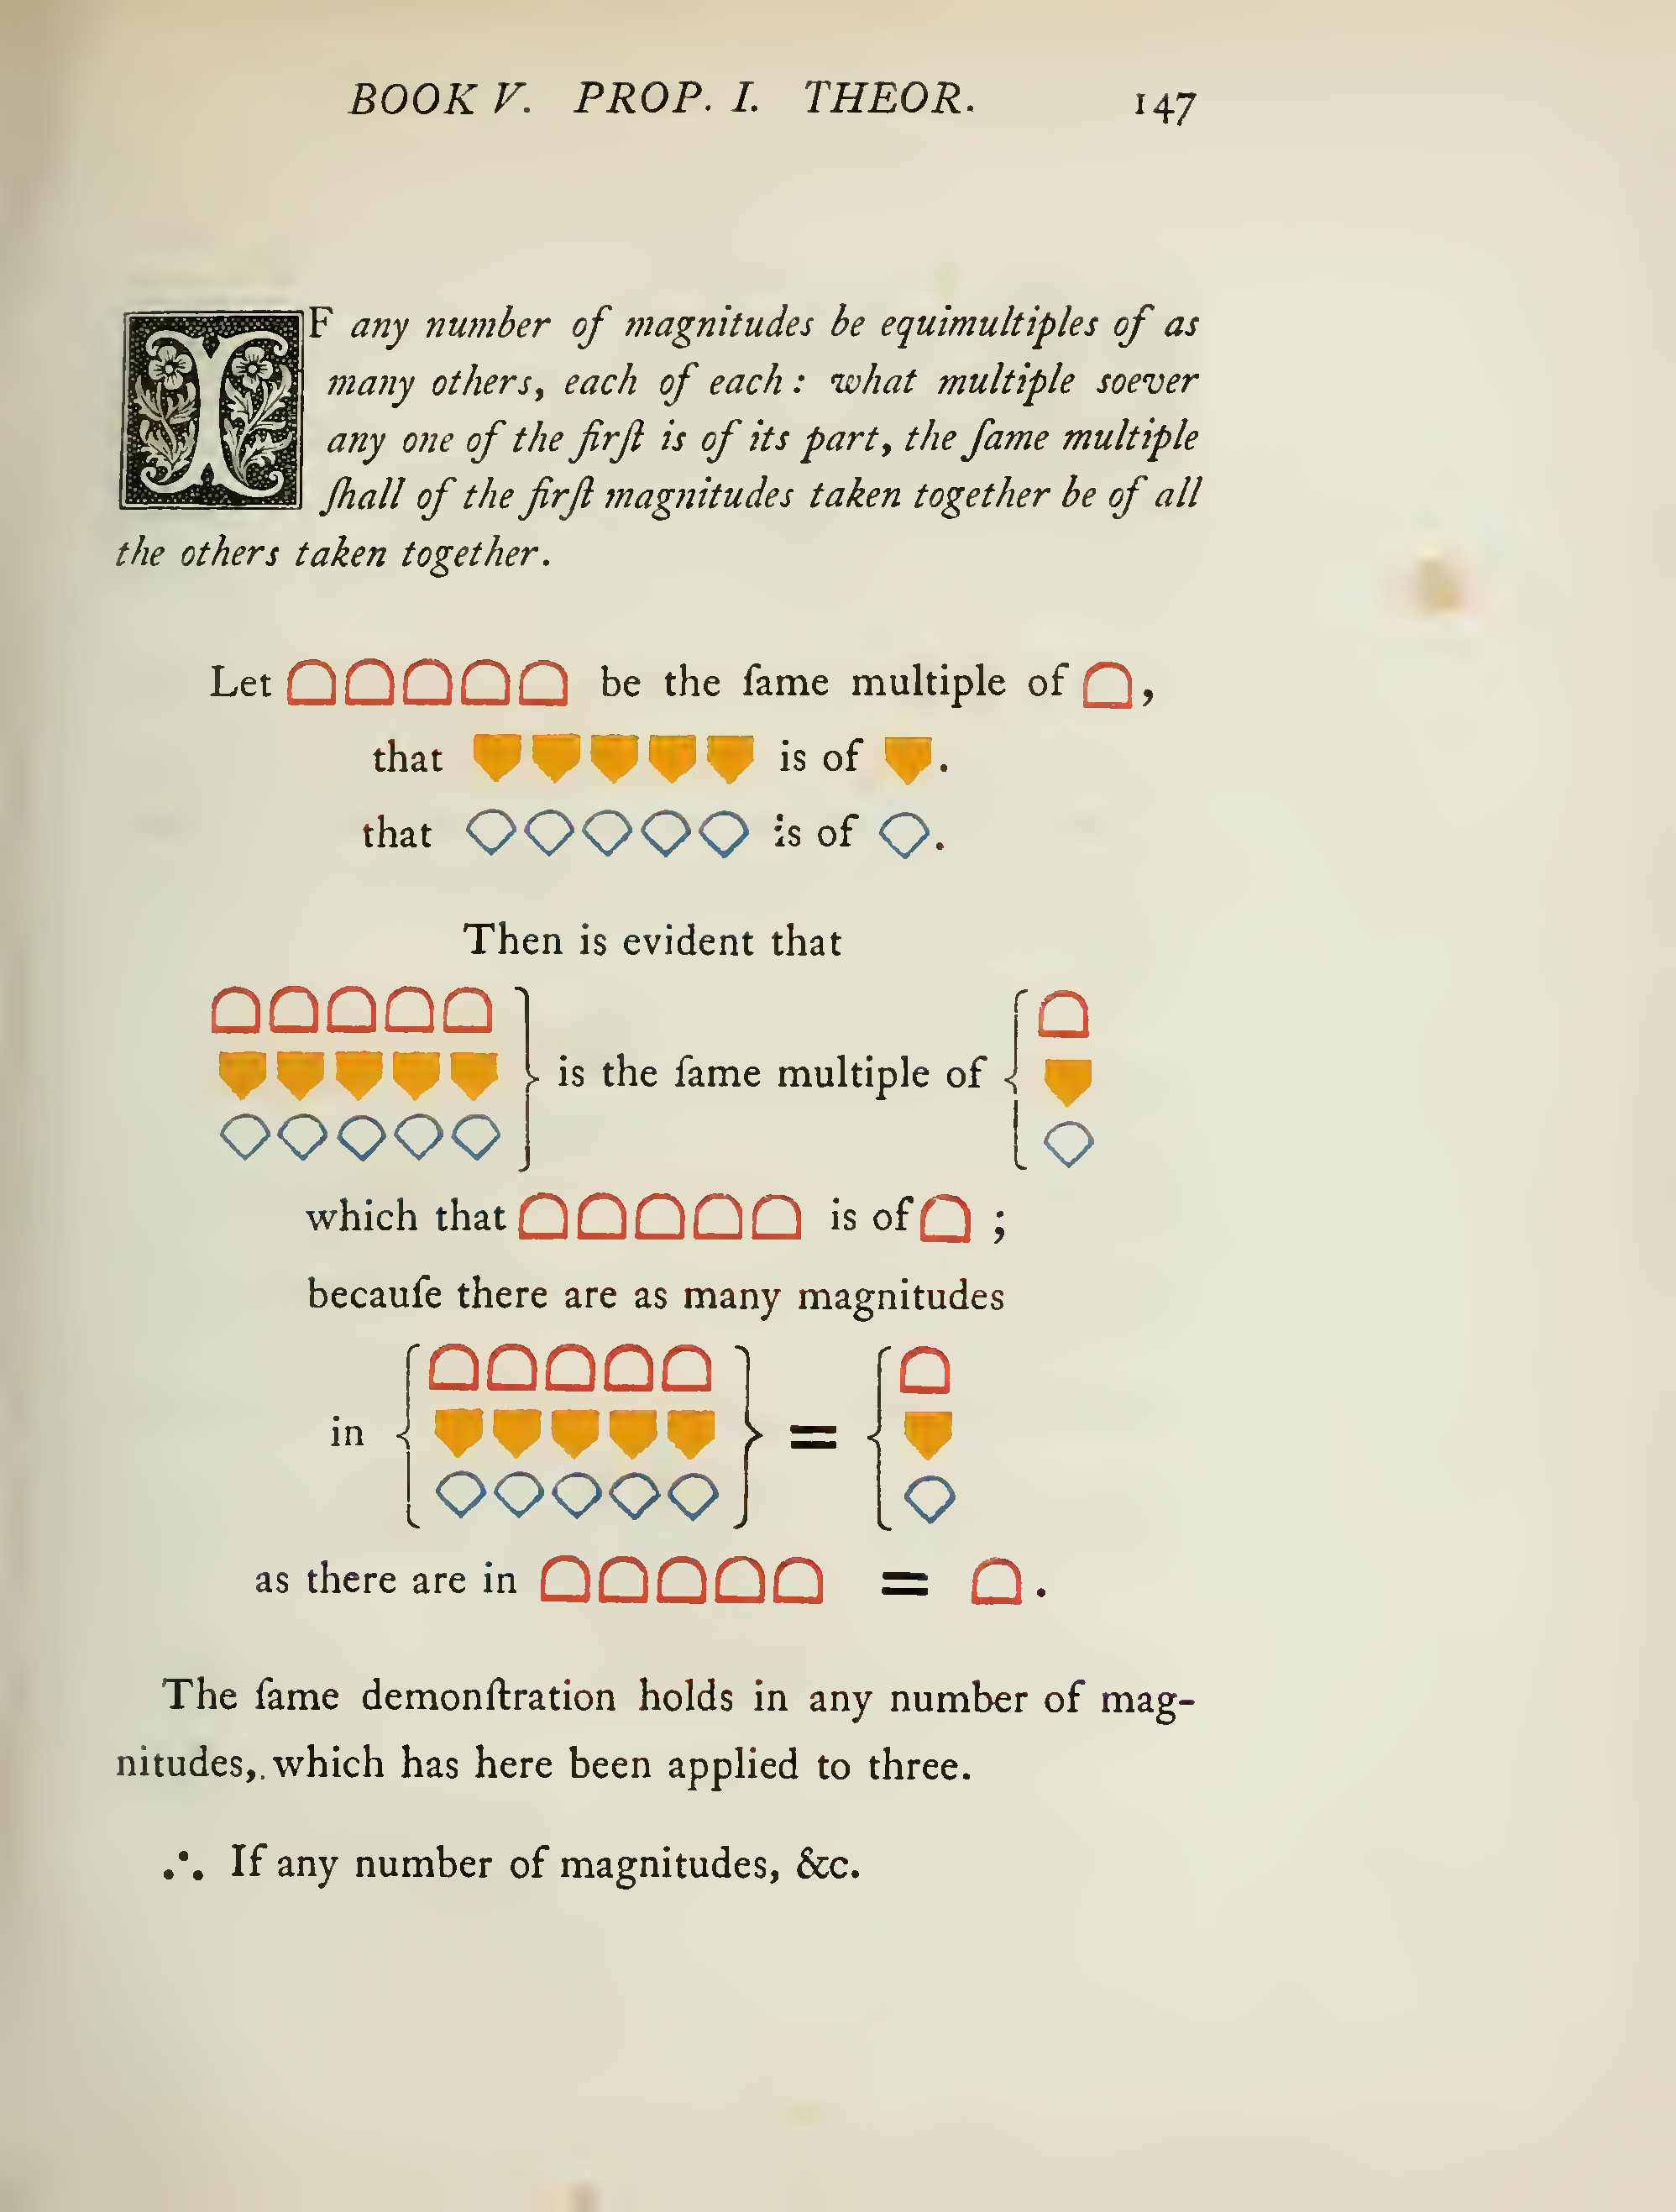 BOOK V. PROP. I. THEOR. 147
IF any number of magnitudes be equimultiples of as
many others, each of each : what multiple soever
any one of the firſt is of its part, the ſame multiple
ſhall of the firſt magnitudes taken together be of all
the others taken together.
Let be the ſame multiple of ,
that is of .
that is of .
Then is evident that
is the ſame multiple of
which that is of ;
becauſe there are as many magnitudes
in =
as there are in = .
The ſame demonſtration holds in any number of mag-
nitudes, which has here been applied to three.
∴ If any number of magnitudes, &c.